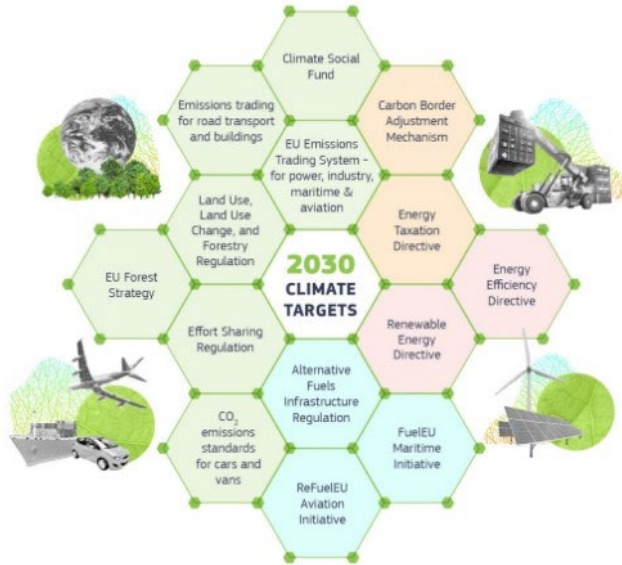 Climate Social
Fund
Emissions trading
for road transport
and buildings
Carbon Border
Adjustment
Mechanism
EU Emissions
Trading System –
for power, industry,
maritime &
aviation
Land Use,
Land Use
Change, and
Forestry
Regulation
Energy
Taxation
Directive
EU Forest
Strategy
2030
CLIMATE
TARGETS
Energy
Efficiency
Directive
Effort Sharing
Regulation
Renewable
Energy
Directive
Alternative
Fuels
Infrastructure
Regulation
CO₂
emissions
standards
for cars and
vans
FuelEU
Maritime
Initiative
ReFuelEU
Aviation
Initiative